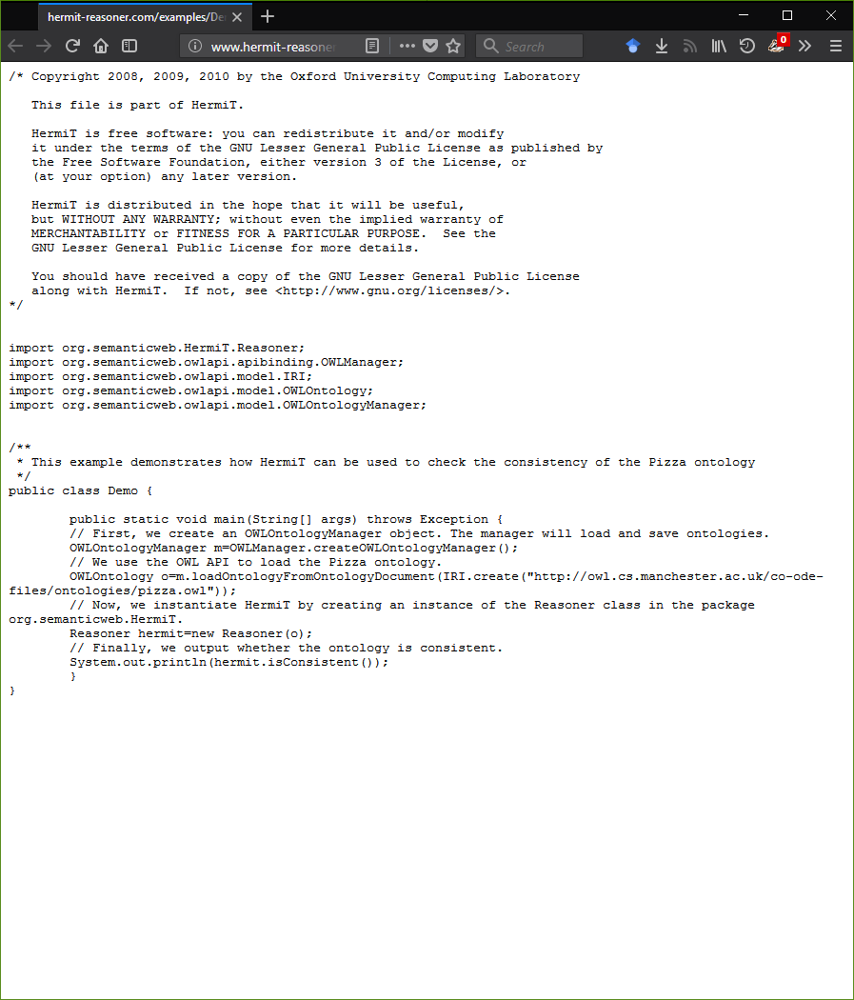 hermit-reasoner.com/examples/De
www.hermit-reasoner
Search
0
/* Copyright 2008, 2009, 2010 by the Oxford University Computing Laboratory
This file is part of HermiT.
HermiT is free software: you can redistribute it and/or modify
it under the terms of the GNU Lesser General Public License as published by
the Free Software Foundation, either version 3 of the License, or
(at your option) any later version.
HermiT is distributed in the hope that it will be useful,
but WITHOUT ANY WARRANTY; without even the implied warranty of
MERCHANTABILITY or FITNESS FOR A PARTICULAR PURPOSE.  See the
GNU Lesser General Public License for more details.
You should have received a copy of the GNU Lesser General Public License
along with HermiT.  If not, see <http://www.gnu.org/licenses/>.
*/
import org.semanticweb.HermiT.Reasoner;
import org.semanticweb.owlapi.apibinding.OWLManager;
import org.semanticweb.owlapi.model.IRI;
import org.semanticweb.owlapi.model.OWLOntology;
import org.semanticweb.owlapi.model.OWLOntologyManager;
/**
* This example demonstrates how HermiT can be used to check the consistency of the Pizza ontology
*/
public class Demo {
public static void main(String[] args) throws Exception {
// First, we create an OWLOntologyManager object. The manager will load and save ontologies.
OWLOntologyManager m=OWLManager.createOWLOntologyManager();
// We use the OWL API to load the Pizza ontology.
OWLOntology o=m.loadOntologyFromOntologyDocument(IRI.create("http://owl.cs.manchester.ac.uk/co-ode-
files/ontologies/pizza.owl"));
// Now, we instantiate HermiT by creating an instance of the Reasoner class in the package
org.semanticweb.HermiT.
Reasoner hermit=new Reasoner(o);
// Finally, we output whether the ontology is consistent.
System.out.println(hermit.isConsistent());
}
}